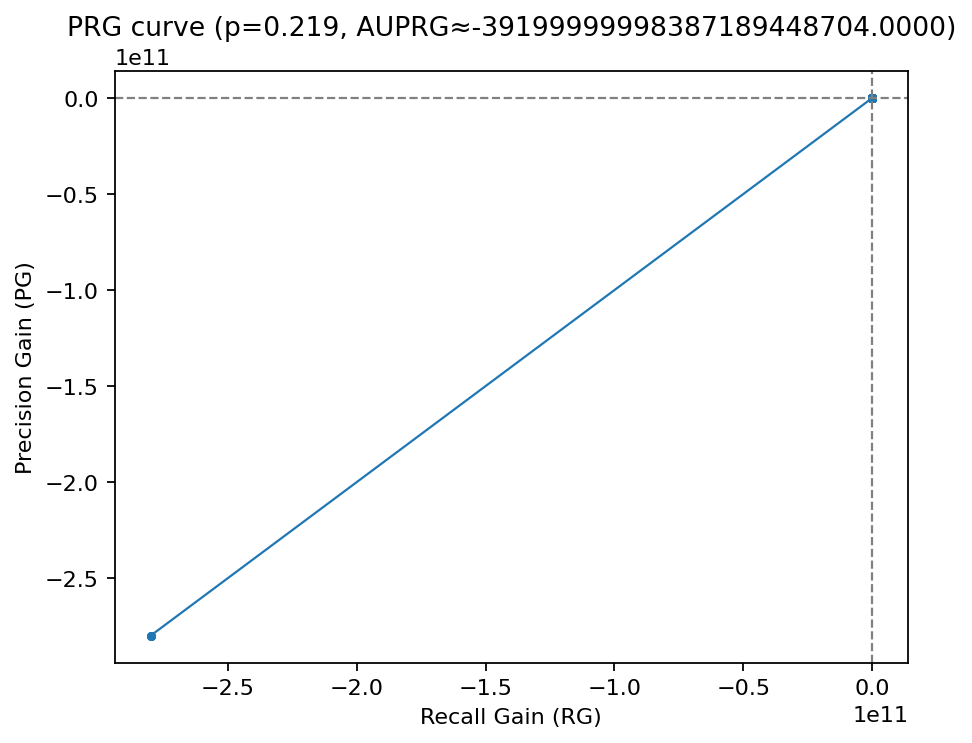 PRG curve (p=0.219, AUPRG≈-39199999998387189448704.0000)
1e11
0.0
−0.5
−1.0
−1.5
−2.0
−2.5
Precision Gain (PG)
−2.5 −2.0 −1.5 −1.0 −0.5 0.0
Recall Gain (RG)
1e11